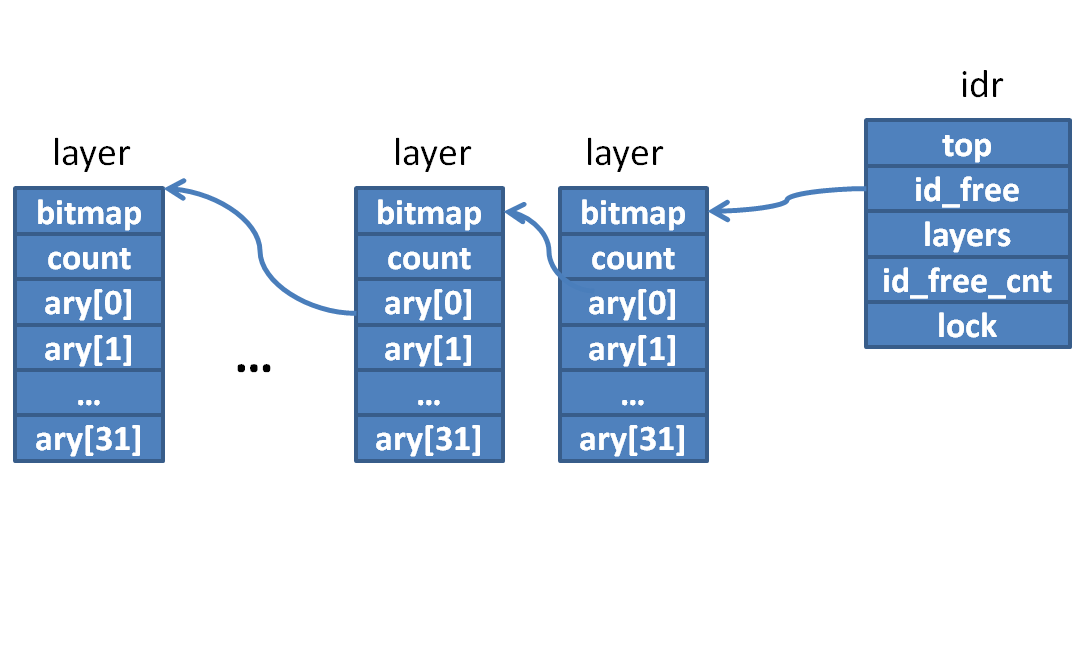 idr
top
id_free
layers
id_free_cnt
lock
layer
bitmap
count
ary[0]
ary[1]
...
ary[31]
...
layer
bitmap
count
ary[0]
ary[1]
...
ary[31]
layer
bitmap
count
ary[0]
ary[1]
...
ary[31]